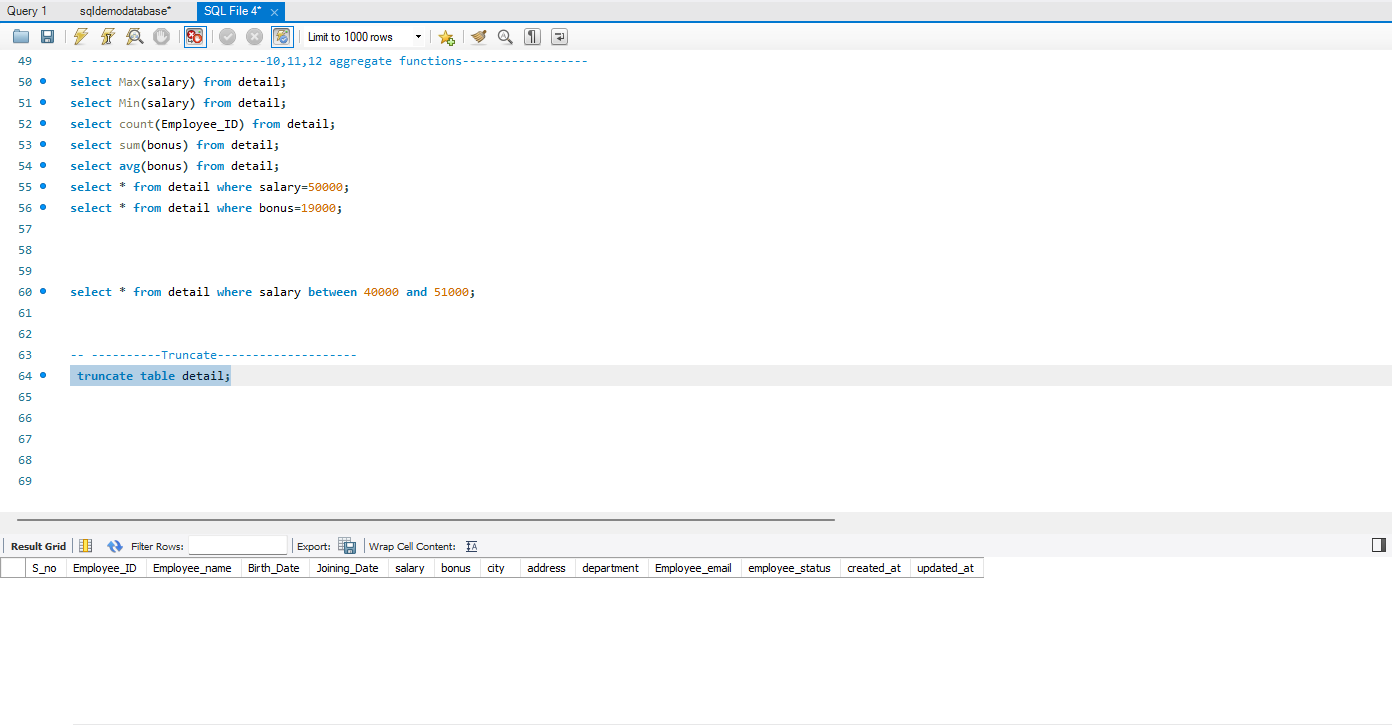 Query 1 sqldemodatabase* SQL File 4*
Limit to 1000 rows
49 -- -------------------------10,11,12 aggregate functions------------------
50 select Max(salary) from detail;
51 select Min(salary) from detail;
52 select count(Employee_ID) from detail;
53 select sum(bonus) from detail;
54 select avg(bonus) from detail;
55 select * from detail where salary=50000;
56 select * from detail where bonus=19000;
57
58
59
60 select * from detail where salary between 40000 and 51000;
61
62
63 -- ----------Truncate--------------------
64 truncate table detail;
65
66
67
68
69
Result Grid Filter Rows: Export: Wrap Cell Content:
S_no Employee_ID Employee_name Birth_Date Joining_Date salary bonus city address department Employee_email employee_status created_at updated_at